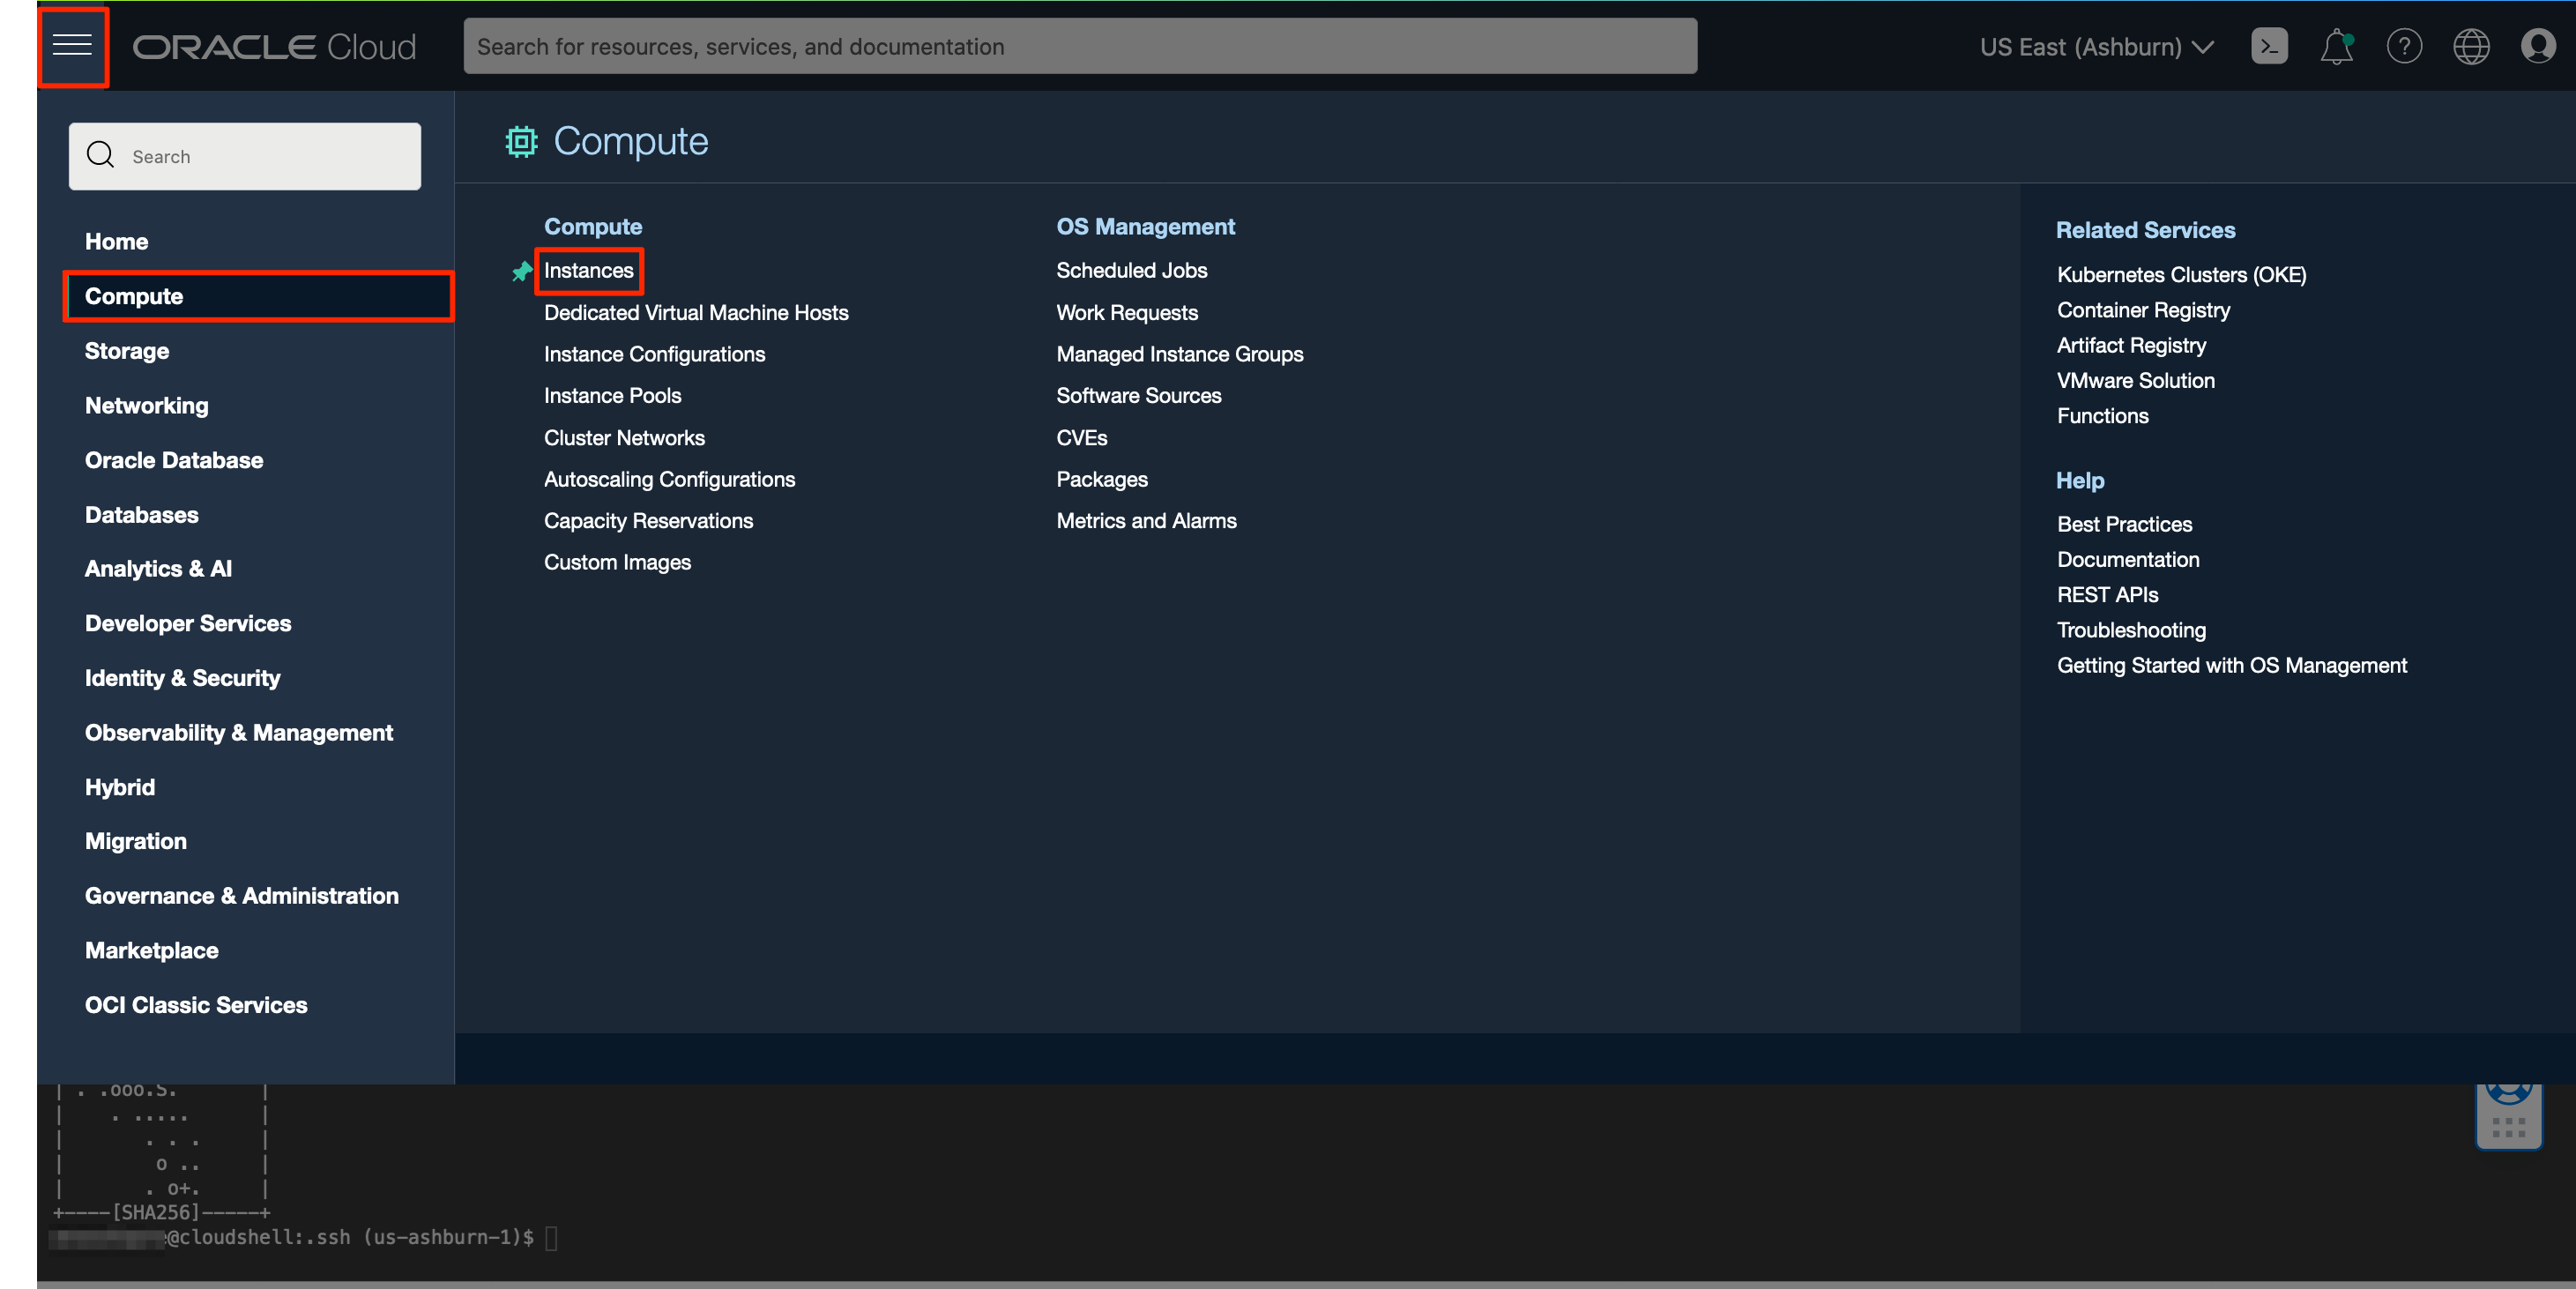 ORACLE Cloud
Search for resources, services, and documentation
US East (Ashburn)
Search
Home
Compute
Storage
Networking
Oracle Database
Databases
Analytics & AI
Developer Services
Identity & Security
Observability & Management
Hybrid
Migration
Governance & Administration
Marketplace
OCI Classic Services
Compute
Compute
Instances
Dedicated Virtual Machine Hosts
Instance Configurations
Instance Pools
Cluster Networks
Autoscaling Configurations
Capacity Reservations
Custom Images
OS Management
Scheduled Jobs
Work Requests
Managed Instance Groups
Software Sources
CVEs
Packages
Metrics and Alarms
Related Services
Kubernetes Clusters (OKE)
Container Registry
Artifact Registry
VMware Solution
Functions
Help
Best Practices
Documentation
REST APIs
Troubleshooting
Getting Started with OS Management
| . .ooo.S. |
| . ..... |
| . . . |
| o .. |
| . o+. |
+----[SHA256]-----+
@cloudshell:.ssh (us-ashburn-1)$